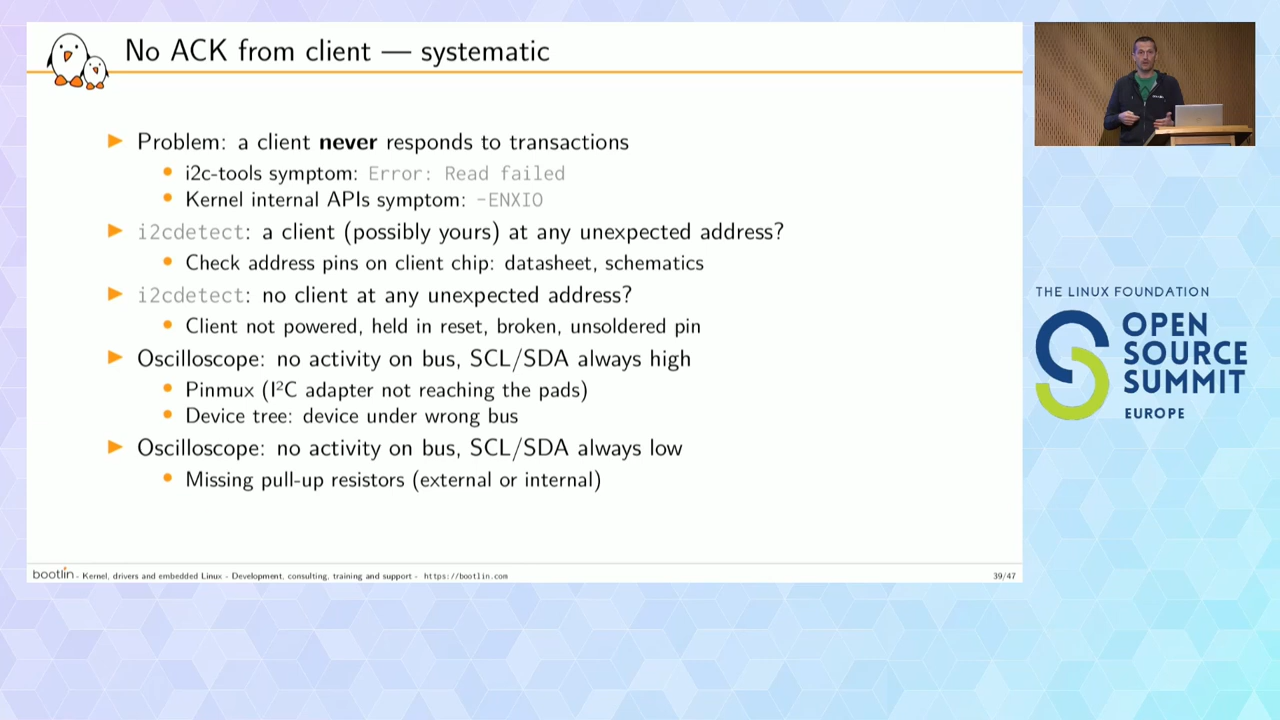 No ACK from client — systematic
Problem: a client never responds to transactions
i2c-tools symptom: Error: Read failed
Kernel internal APIs symptom: -ENXIO
i2cdetect: a client (possibly yours) at any unexpected address?
Check address pins on client chip: datasheet, schematics
i2cdetect: no client at any unexpected address?
Client not powered, held in reset, broken, unsoldered pin
Oscilloscope: no activity on bus, SCL/SDA always high
Pinmux (I²C adapter not reaching the pads)
Device tree: device under wrong bus
Oscilloscope: no activity on bus, SCL/SDA always low
Missing pull-up resistors (external or internal)
bootlin - Kernel, drivers and embedded Linux - Development, consulting, training and support - https://bootlin.com
39/47
THE LINUX FOUNDATION
OPEN
SOURCE
SUMMIT
EUROPE